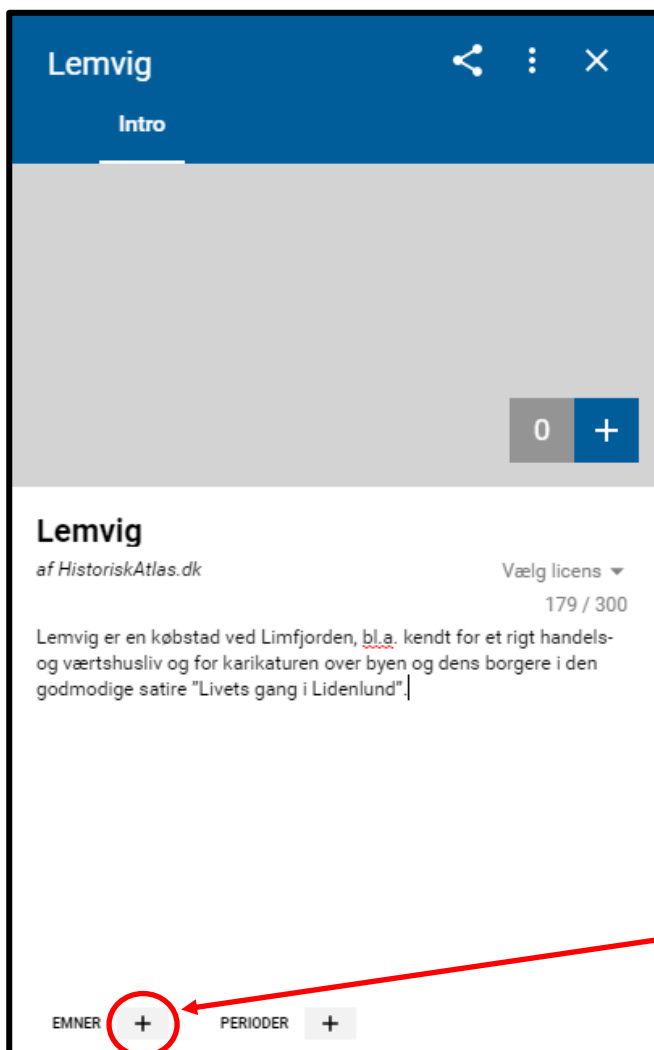 Lemvig
Intro
0 +
Lemvig
af HistoriskAtlas.dk
Vælg licens
179 / 300
Lemvig er en købstad ved Limfjorden, bl.a. kendt for et rigt handels-
og værtshusliv og for karikaturen over byen og dens borgere i den
godmodige satire ”Livets gang i Lidenlund”.
EMNER + PERIODER +